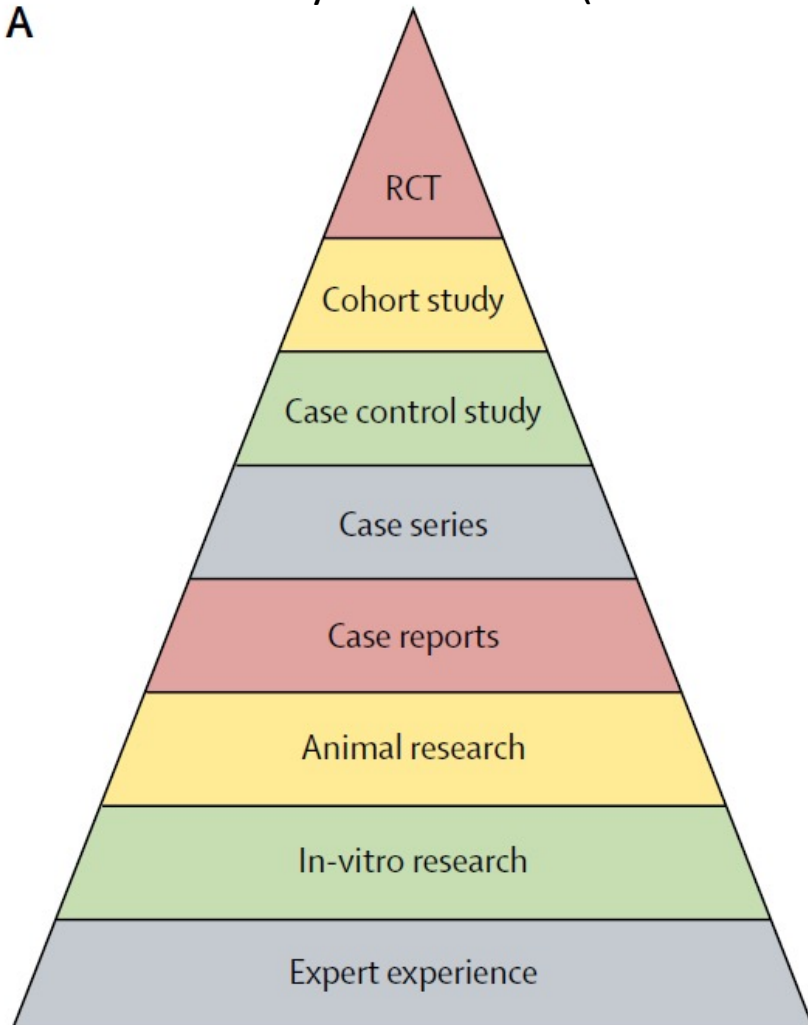 A
RCT
Cohort study
Case control study
Case series
Case reports
Animal research
In-vitro research
Expert experience